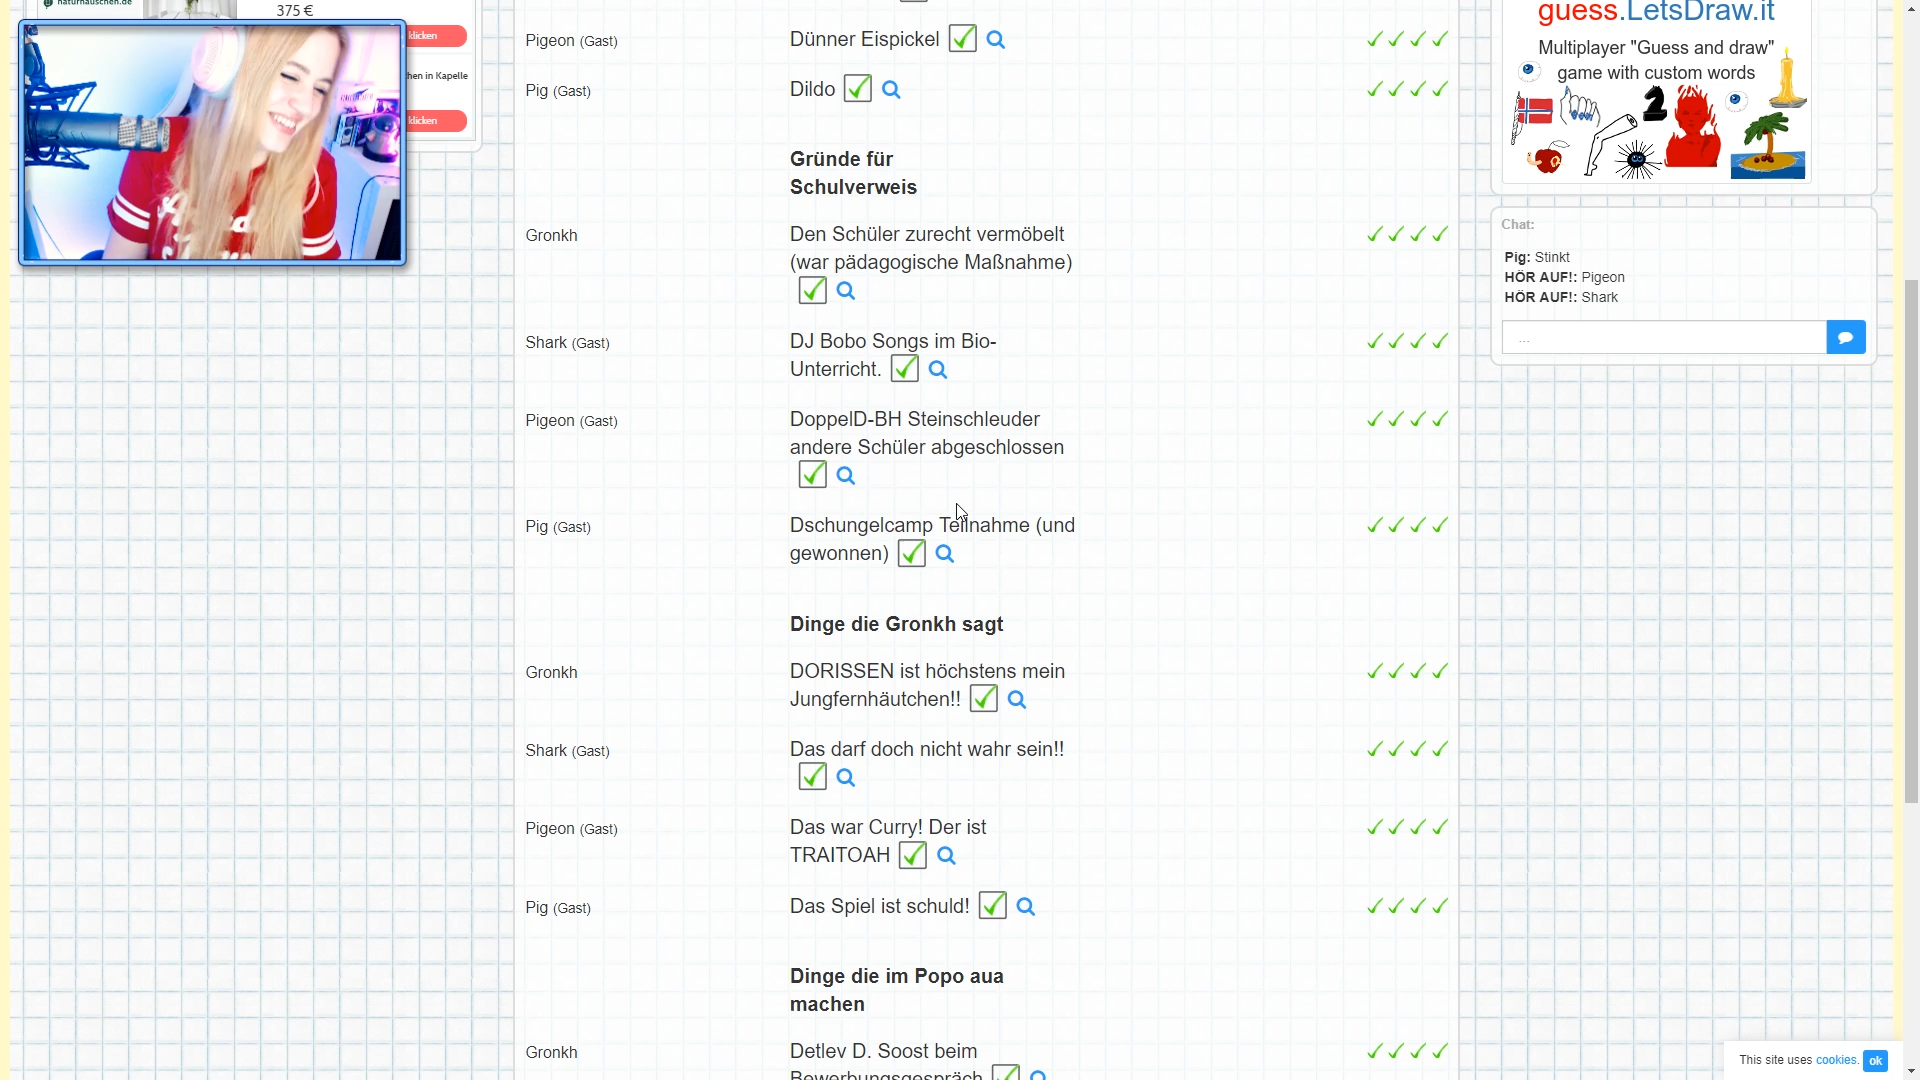 naturhäuschen.de
375 €
klicken
hen in Kapelle
klicken
Pigeon (Gast)
Dünner Eispickel
Pig (Gast)
Dildo
Gründe für
Schulverweis
Gronkh
Den Schüler zurecht vermöbelt
(war pädagogische Maßnahme)
Shark (Gast)
DJ Bobo Songs im Bio-
Unterricht.
Pigeon (Gast)
DoppelD-BH Steinschleuder
andere Schüler abgeschlossen
Pig (Gast)
Dschungelcamp Teilnahme (und
gewonnen)
Dinge die Gronkh sagt
Gronkh
DORISSEN ist höchstens mein
Jungfernhäutchen!!
Shark (Gast)
Das darf doch nicht wahr sein!!
Pigeon (Gast)
Das war Curry! Der ist
TRAITOAH
Pig (Gast)
Das Spiel ist schuld!
Dinge die im Popo aua
machen
Gronkh
Detlev D. Soost beim
Bewerbungsgespräch
guess.LetsDraw.it
Multiplayer "Guess and draw"
game with custom words
Chat:
Pig: Stinkt
HÖR AUF!: Pigeon
HÖR AUF!: Shark
...
This site uses cookies. ok